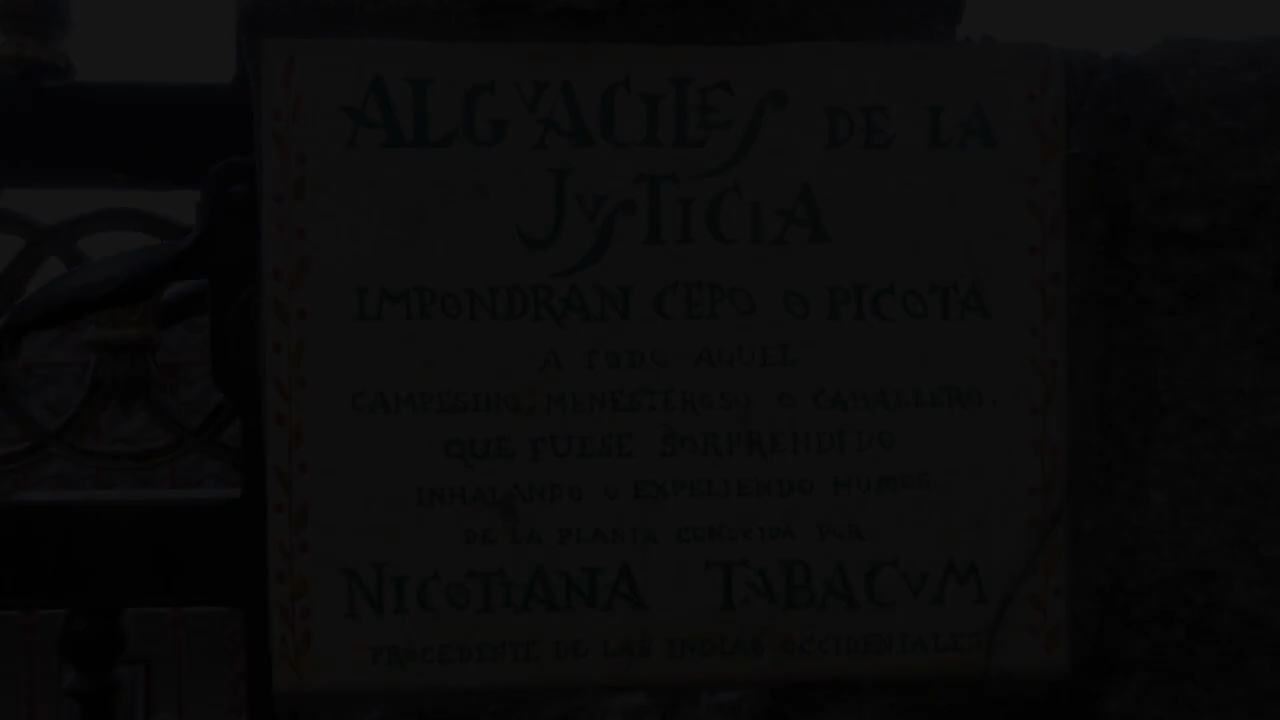 ALGVACILES DE LA
JVSTICIA
IMPONDRAN CEPO O PICOTA
A TODO AQUEL
CAMPESINO, MENESTEROSO O CABALLERO,
QUE FUESE SORPRENDIDO
INHALANDO O EXPELIENDO HUMOS
DE LA PLANTA CONOCIDA POR
NICOTIANA TABACVM
PROCEDENTE DE LAS INDIAS OCCIDENTALES